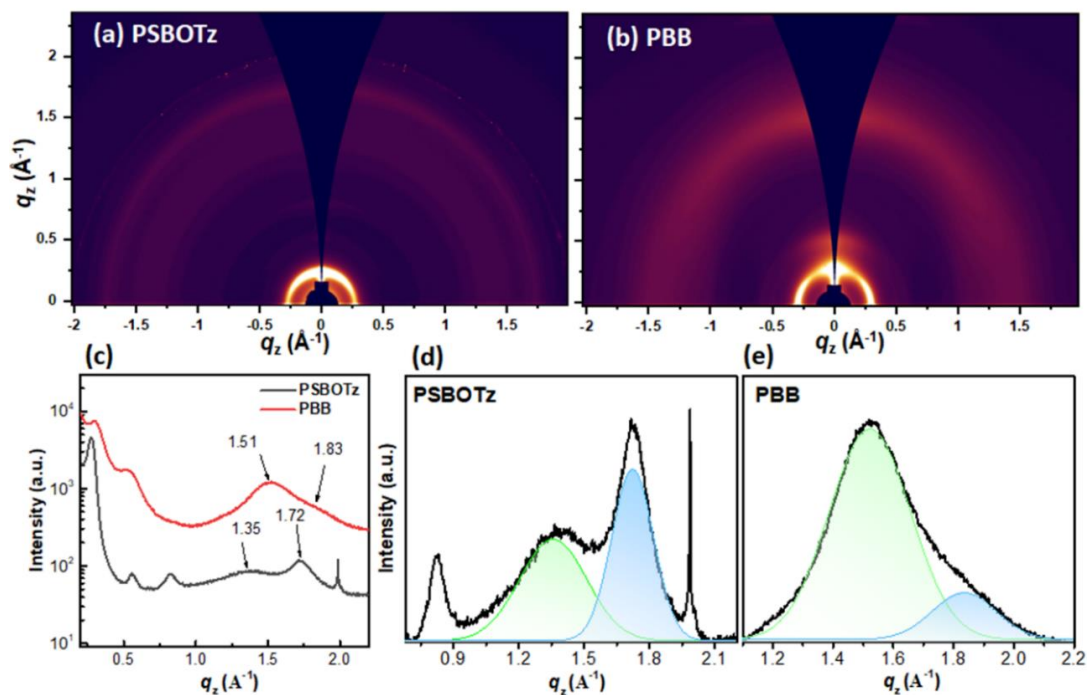 (a) PSBOTz
(b) PBB
2
1.5
1
0.5
0
qz (Å-1)
-2
-1.5
-1
-0.5
0
0.5
1
1.5
qz (Å-1)
-2
-1.5
-1
-0.5
0
0.5
1
1.5
qz (Å-1)
(c)
PSBOTz
PBB
10^4
10^3
10^2
10^1
Intensity (a.u.)
1.51
1.83
1.35
1.72
0.5
1.0
1.5
2.0
qz (A-1)
(d)
PSBOTz
Intensity (a.u.)
0.9
1.2
1.5
1.8
2.1
qz (A-1)
(e)
PBB
1.2
1.4
1.6
1.8
2.0
2.2
qz (A-1)